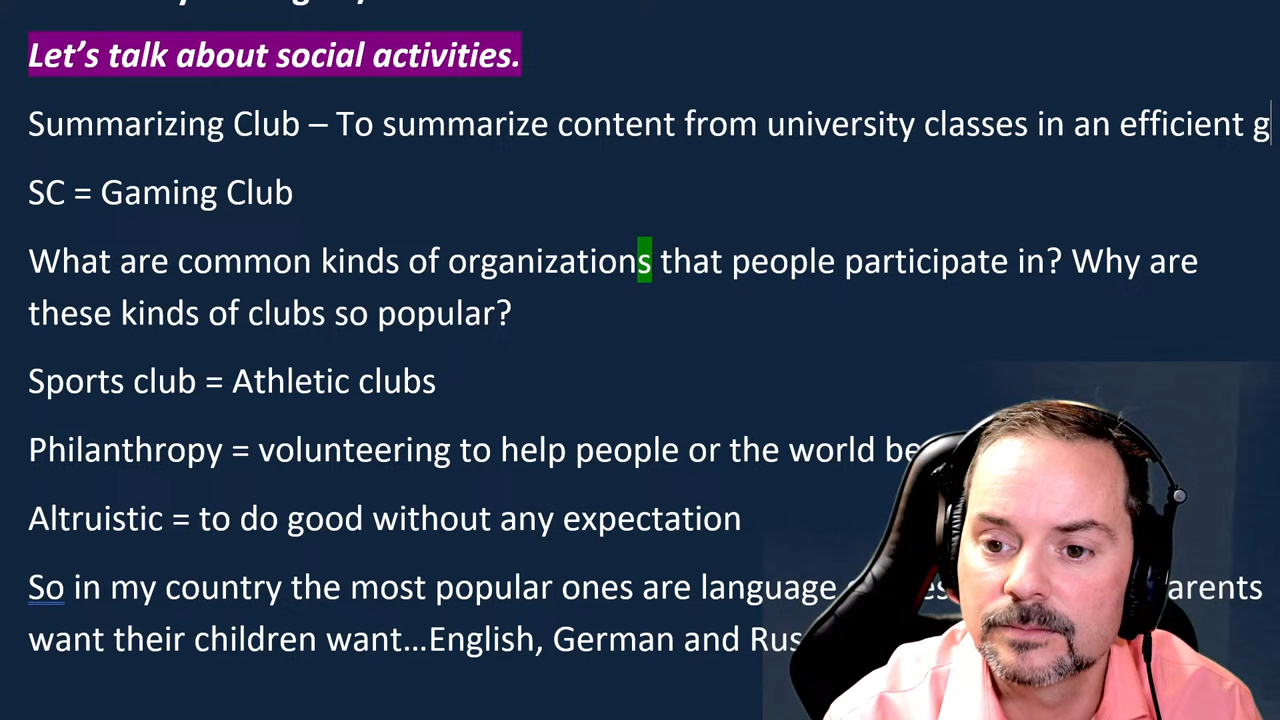 Let’s talk about social activities.
Summarizing Club – To summarize content from university classes in an efficient g
SC = Gaming Club
What are common kinds of organizations that people participate in? Why are
these kinds of clubs so popular?
Sports club = Athletic clubs
Philanthropy = volunteering to help people or the world
Altruistic = to do good without any expectation
So in my country the most popular ones are language
want their children want...English, German and